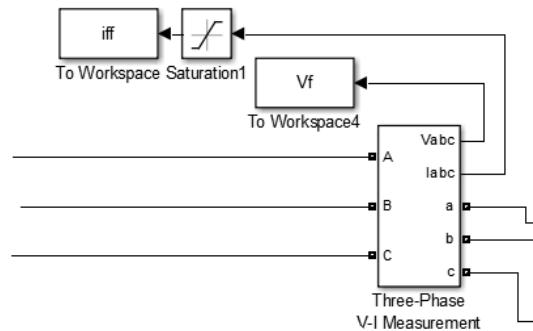 iff
To Workspace Saturation1
Vf
To Workspace4
Vabc
A
Iabc
B
a
b
C
c
Three-Phase
V-I Measurement